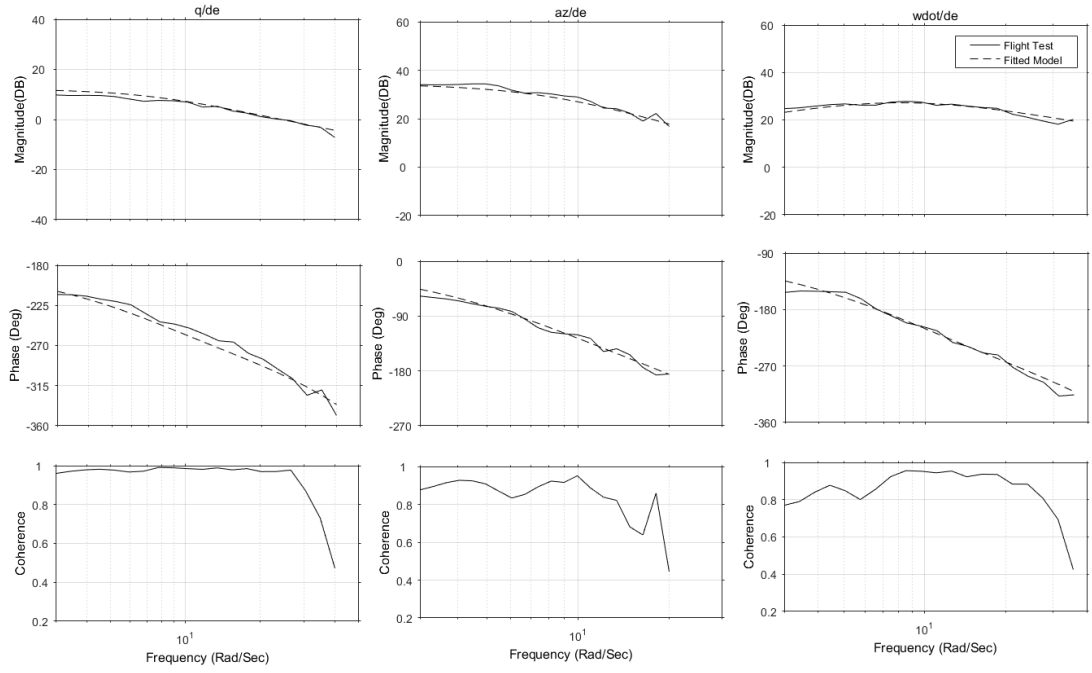 q/de
40
20
0
-20
-40
Magnitude(DB)
-180
-225
-270
-315
-360
Phase (Deg)
1
0.8
0.6
0.4
0.2
Coherence
10¹
Frequency (Rad/Sec)
az/de
60
40
20
0
-20
Magnitude(DB)
0
-90
-180
-270
Phase (Deg)
1
0.8
0.6
0.4
0.2
Coherence
10¹
Frequency (Rad/Sec)
wdot/de
60
40
20
0
-20
Magnitude(DB)
Flight Test
Fitted Model
-90
-180
-270
-360
Phase (Deg)
1
0.8
0.6
0.4
0.2
Coherence
10¹
Frequency (Rad/Sec)